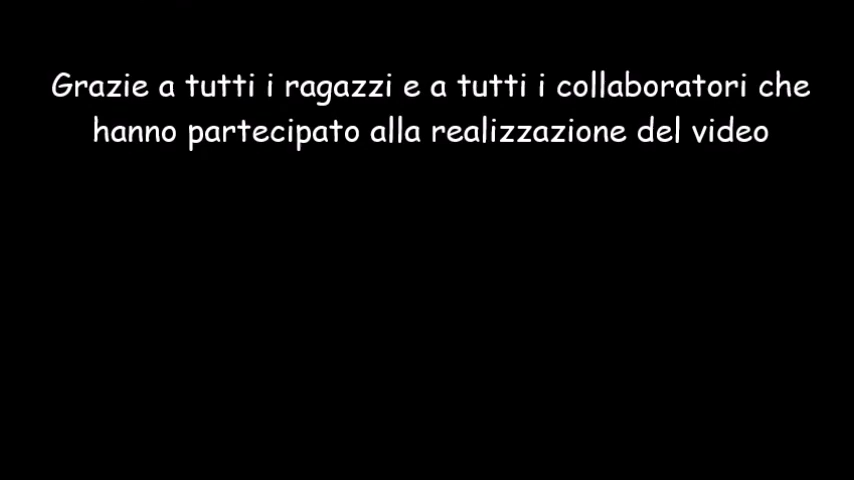 Grazie a tutti i ragazzi e a tutti i collaboratori che
hanno partecipato alla realizzazione del video